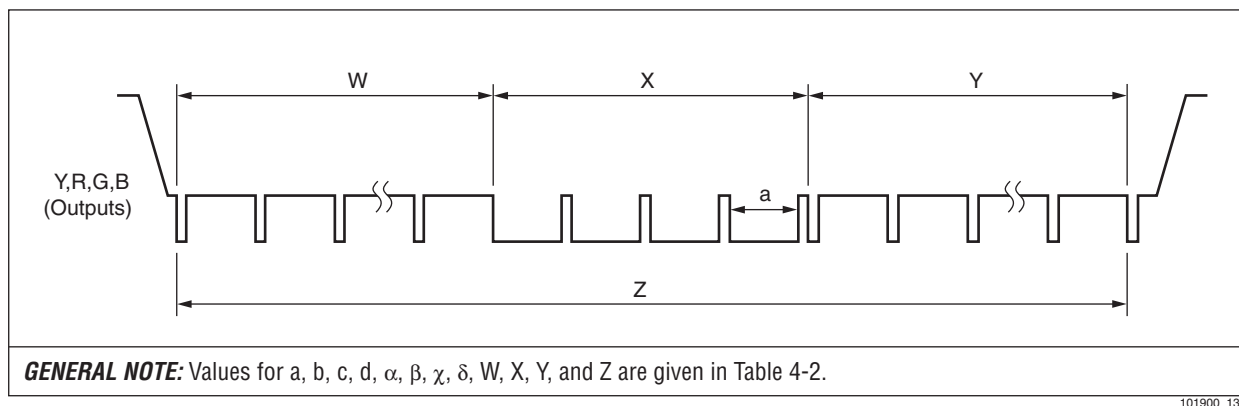 W
X
Y
Y,R,G,B
(Outputs)
a
Z
GENERAL NOTE: Values for a, b, c, d, α, β, χ, δ, W, X, Y, and Z are given in Table 4-2.
101900_13